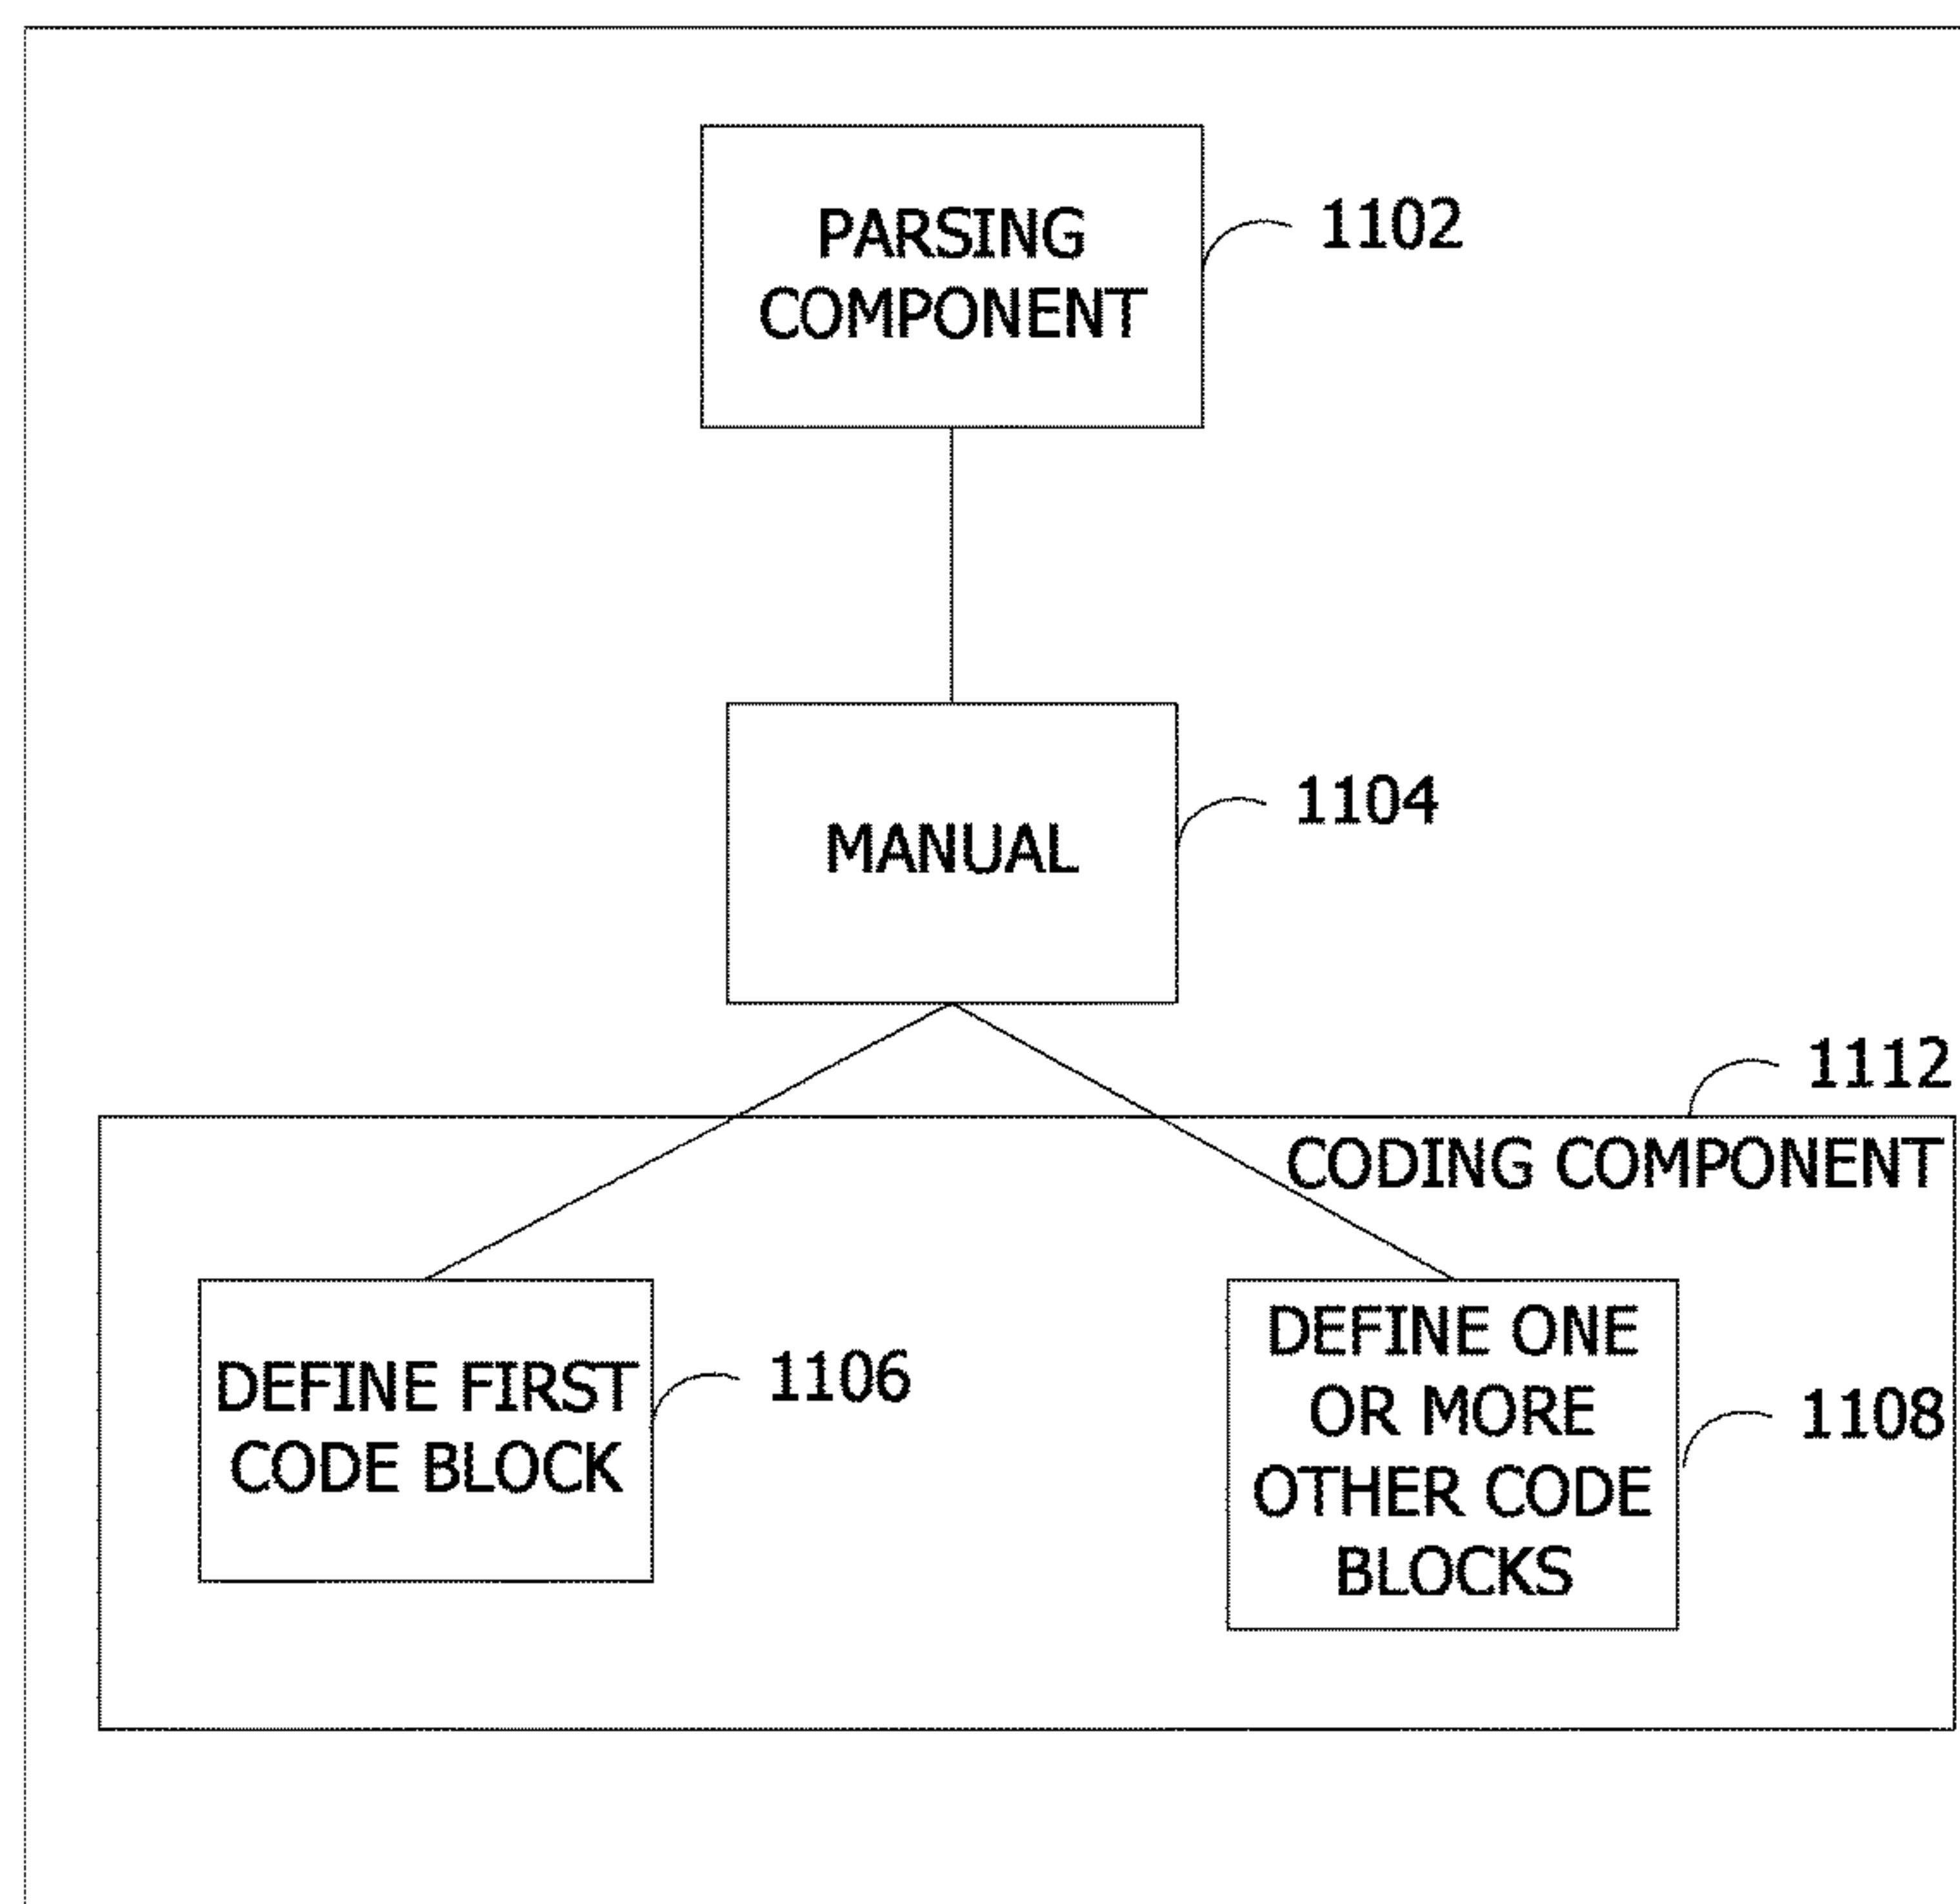 PARSING
COMPONENT
1102
MANUAL
1104
1112
CODING COMPONENT
DEFINE FIRST
CODE BLOCK
1106
DEFINE ONE
OR MORE
OTHER CODE
BLOCKS
1108